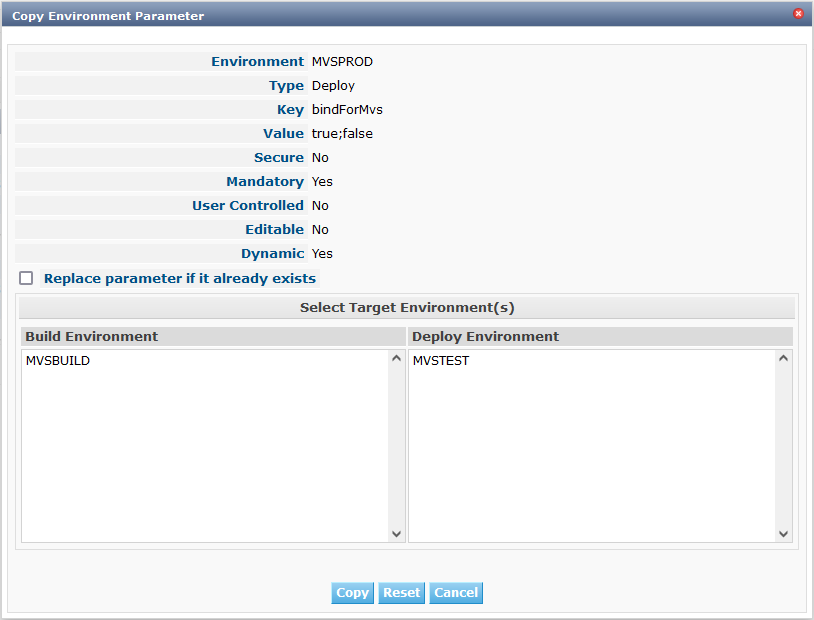 Copy Environment Parameter
Environment MVSPROD
Type Deploy
Key bindForMvs
Value true;false
Secure No
Mandatory Yes
User Controlled No
Editable No
Dynamic Yes
Replace parameter if it already exists
Select Target Environment(s)
Build Environment Deploy Environment
MVSBUILD MVSTEST
Copy Reset Cancel